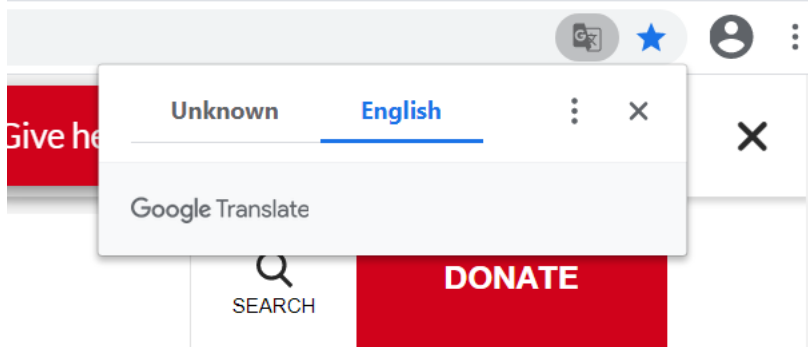 Unknown English
Give he
Google Translate
DONATE
SEARCH